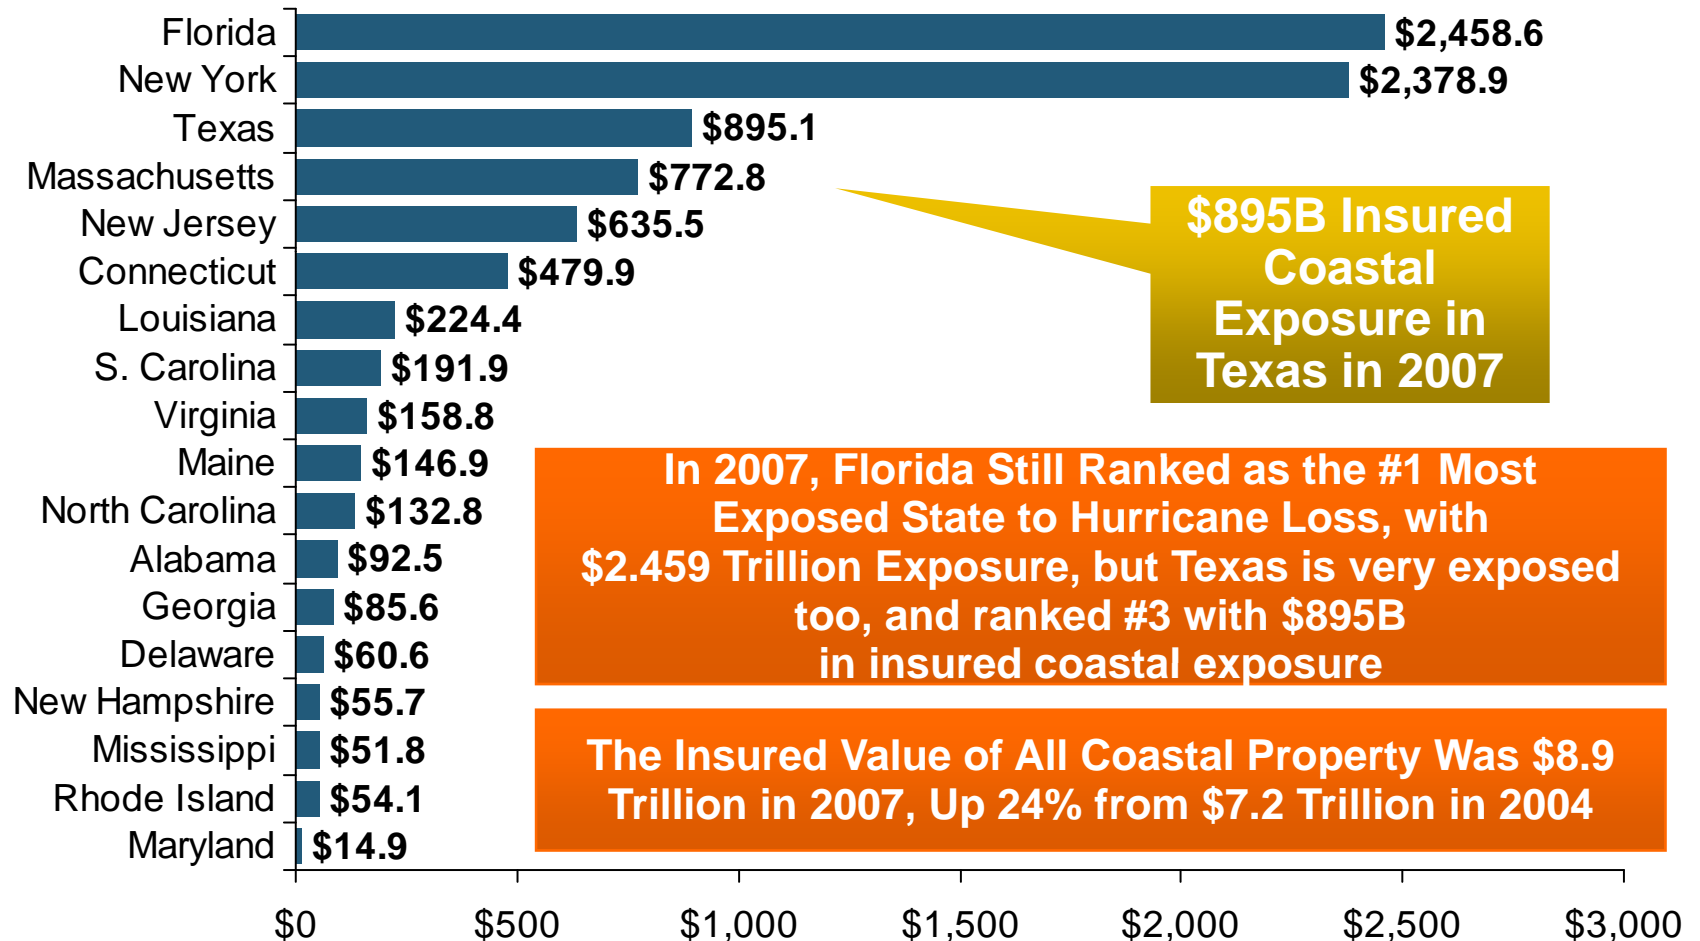 Florida $2,458.6
New York $2,378.9
Texas $895.1
Massachusetts $772.8
New Jersey $635.5
Connecticut $479.9
Louisiana $224.4
S. Carolina $191.9
Virginia $158.8
Maine $146.9
North Carolina $132.8
Alabama $92.5
Georgia $85.6
Delaware $60.6
New Hampshire $55.7
Mississippi $51.8
Rhode Island $54.1
Maryland $14.9
$0 $500 $1,000 $1,500 $2,000 $2,500 $3,000
$895B Insured
Coastal
Exposure in
Texas in 2007
In 2007, Florida Still Ranked as the #1 Most
Exposed State to Hurricane Loss, with
$2.459 Trillion Exposure, but Texas is very exposed
too, and ranked #3 with $895B
in insured coastal exposure
The Insured Value of All Coastal Property Was $8.9
Trillion in 2007, Up 24% from $7.2 Trillion in 2004